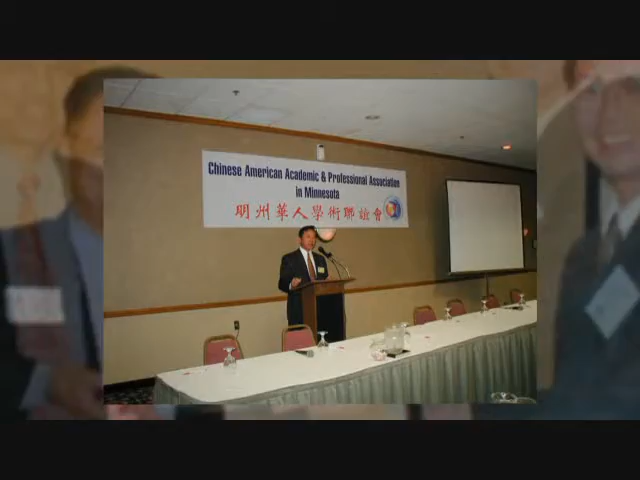 Chinese American Academic & Professional Association
in Minnesota
明州華人學術聯誼會